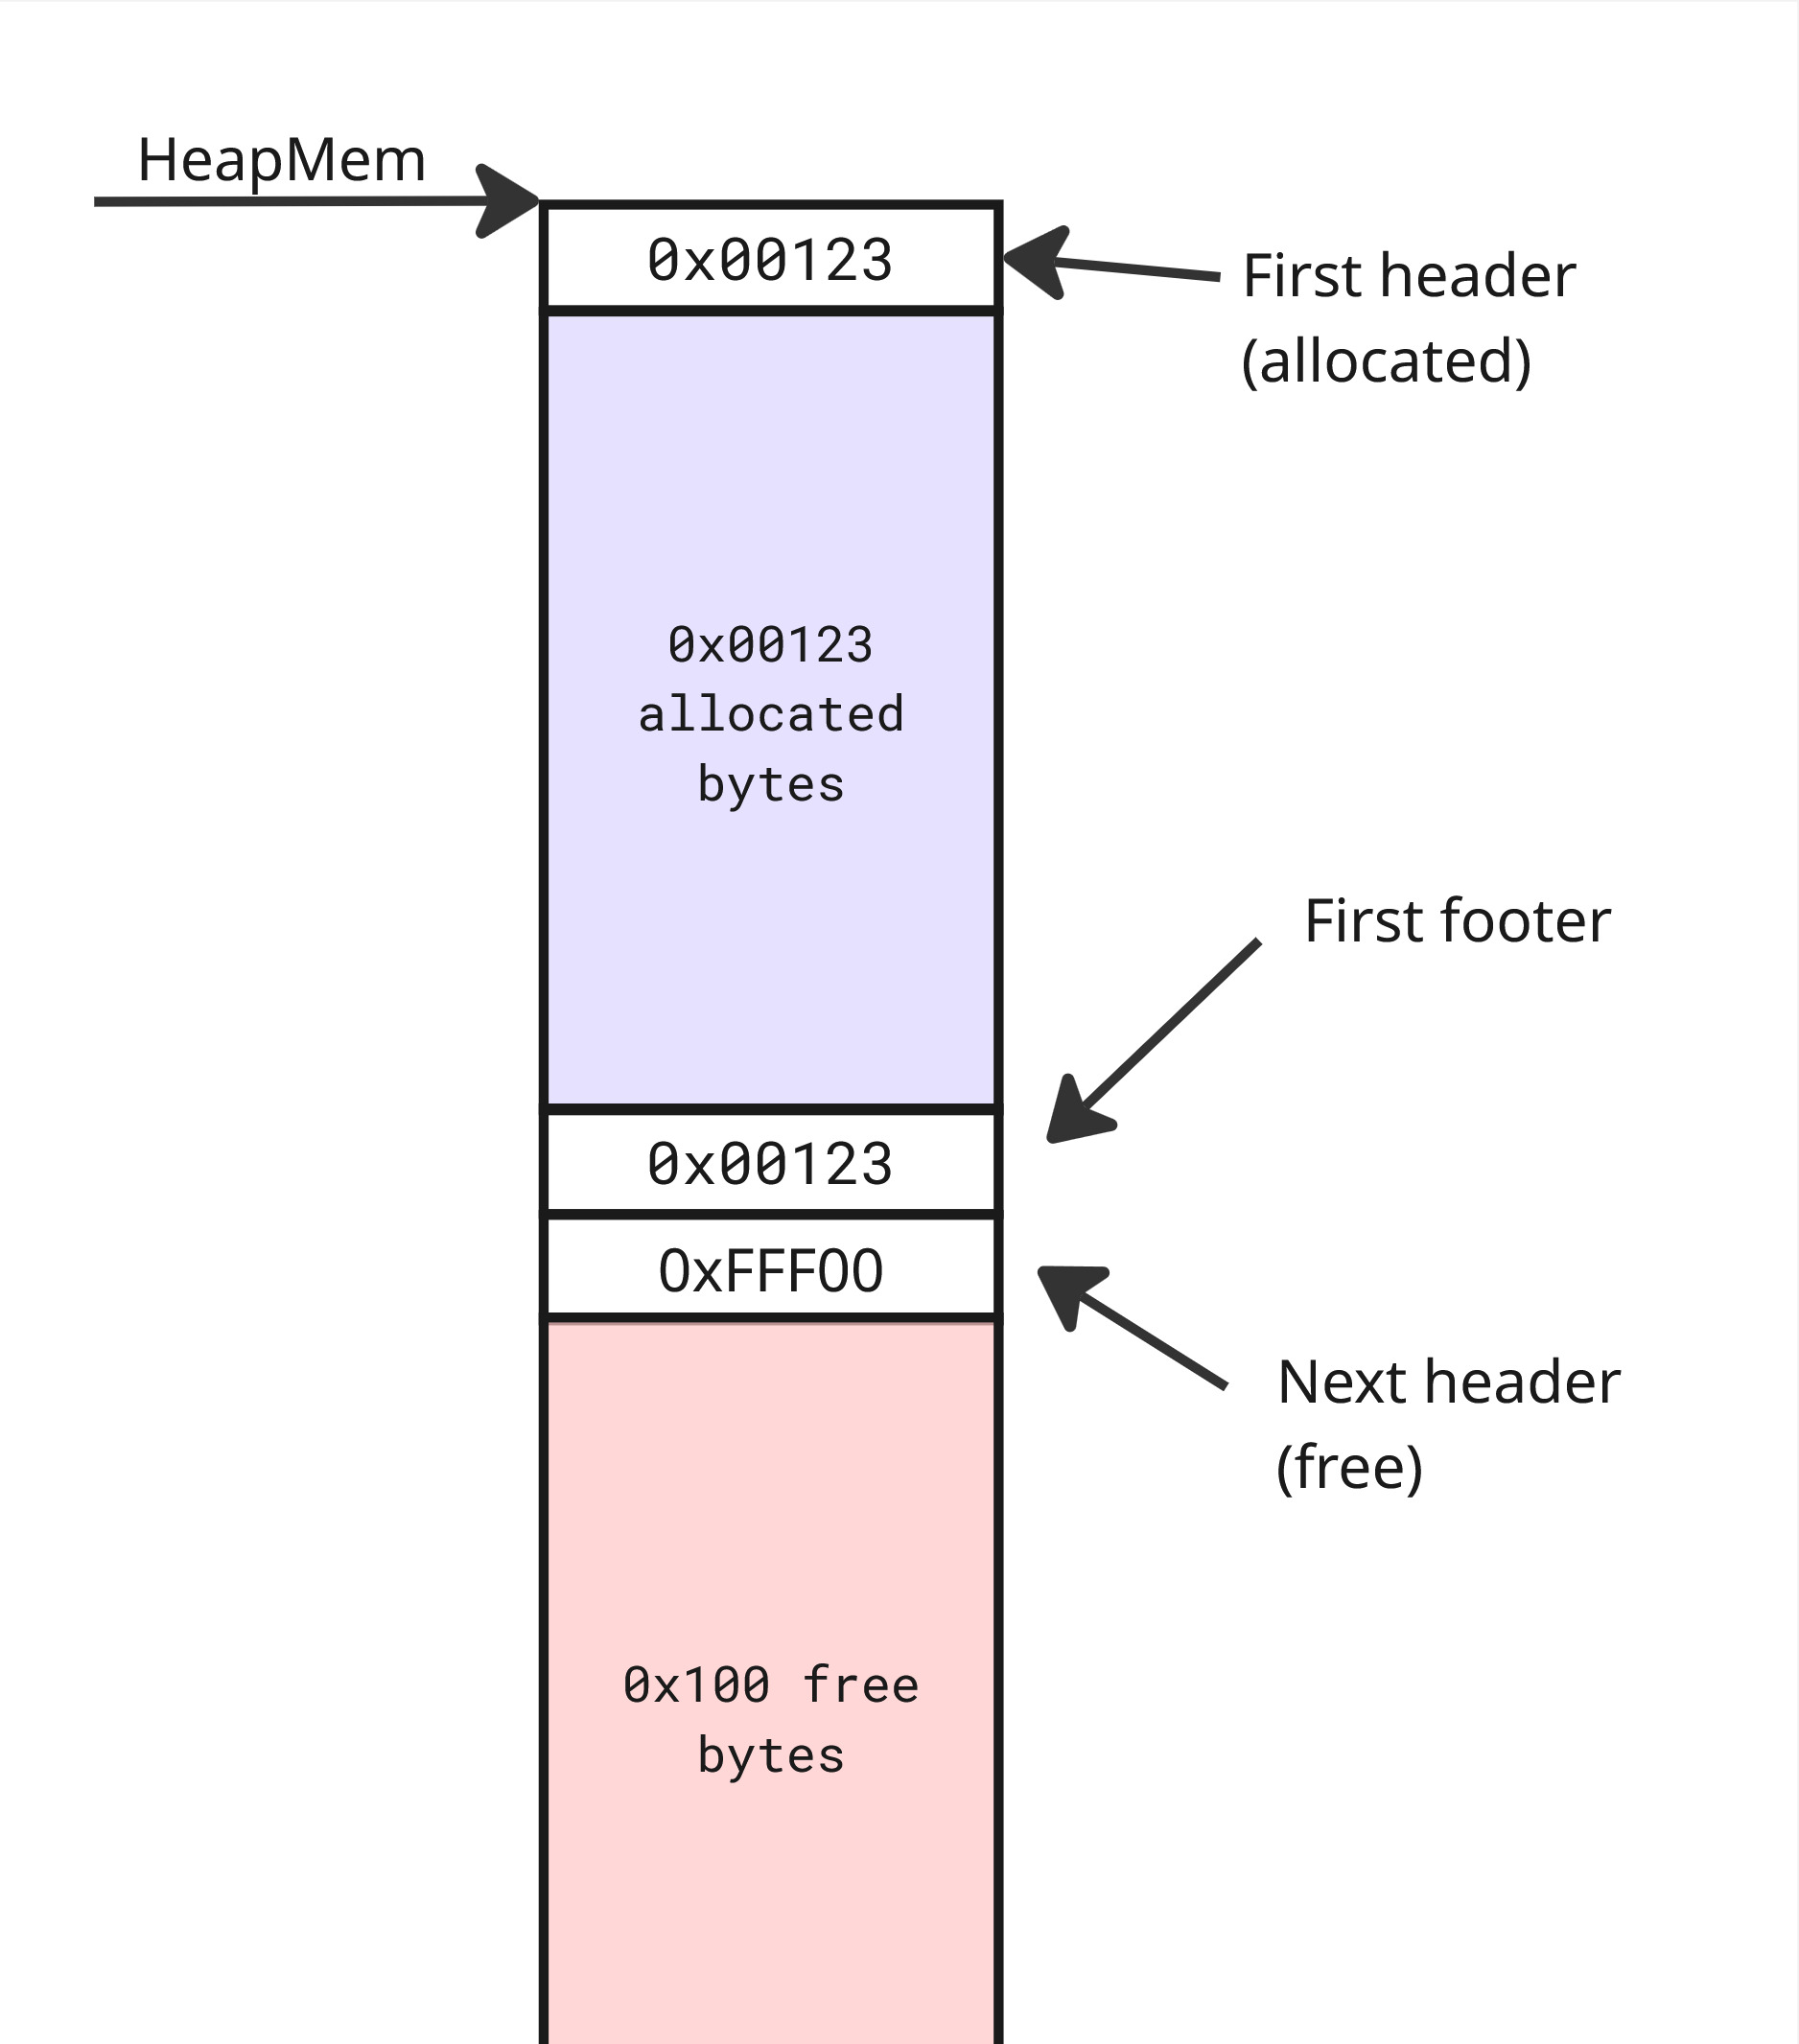 HeapMem
0x00123
First header
(allocated)
0x00123
allocated
bytes
First footer
0x00123
0xFFF00
Next header
(free)
0x100 free
bytes